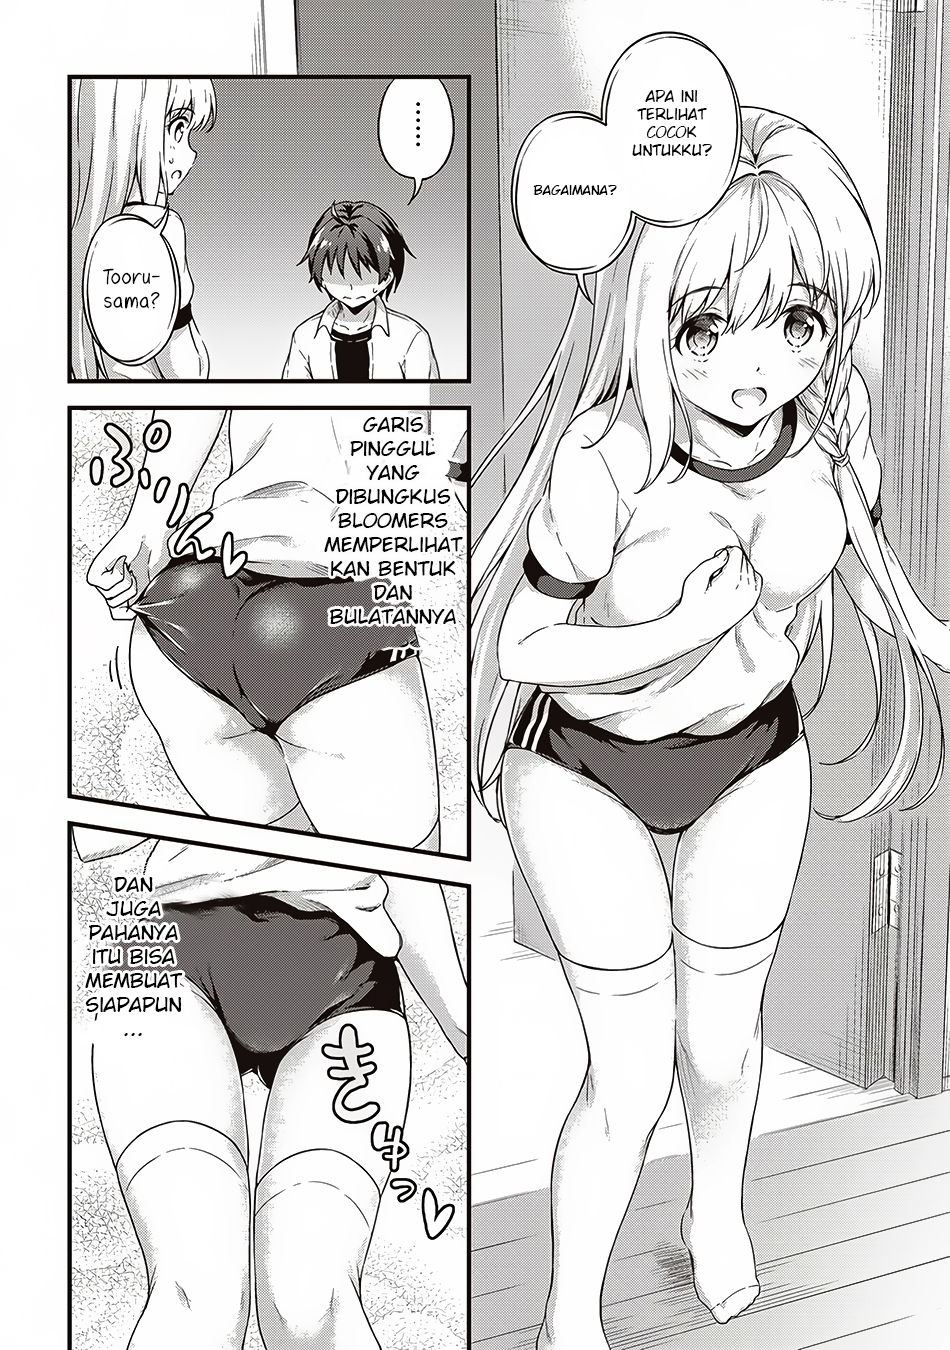 APA INI
TERLIHAT
COCOK
UNTUKKU?
BAGAIMANA?
......
Tooru-
sama?
GARIS
PINGGUL
YANG
DIBUNGKUS
BLOOMERS
MEMPERLIHAT
KAN BENTUK
DAN
BULATANNYA
ぷりんっ
DAN
JUGA
PAHANYA
ITU BISA
MEMBUAT
SIAPAPUN
...
きゅっ